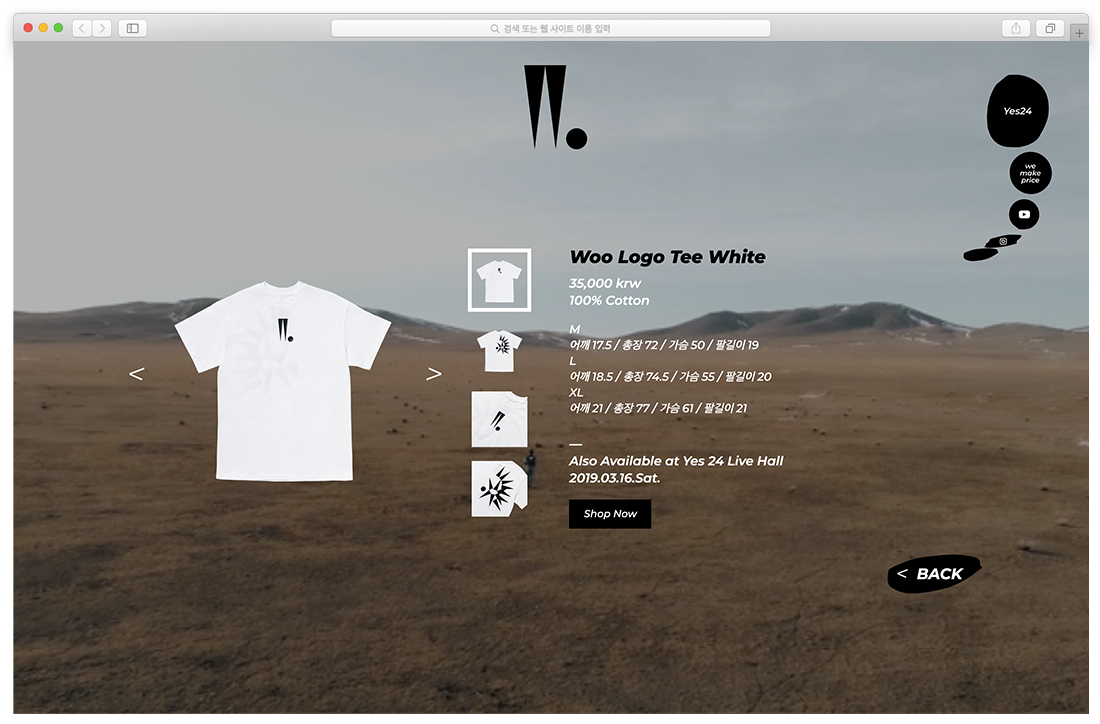 검색 또는 웹 사이트 이름 입력
Yes24
we
make
price
Woo Logo Tee White
35,000 krw
100% Cotton
M
어깨 17.5 / 총장 72 / 가슴 50 / 팔길이 19
L
어깨 18.5 / 총장 74.5 / 가슴 55 / 팔길이 20
XL
어깨 21 / 총장 77 / 가슴 61 / 팔길이 21
Also Available at Yes 24 Live Hall
2019.03.16.Sat.
Shop Now
< BACK